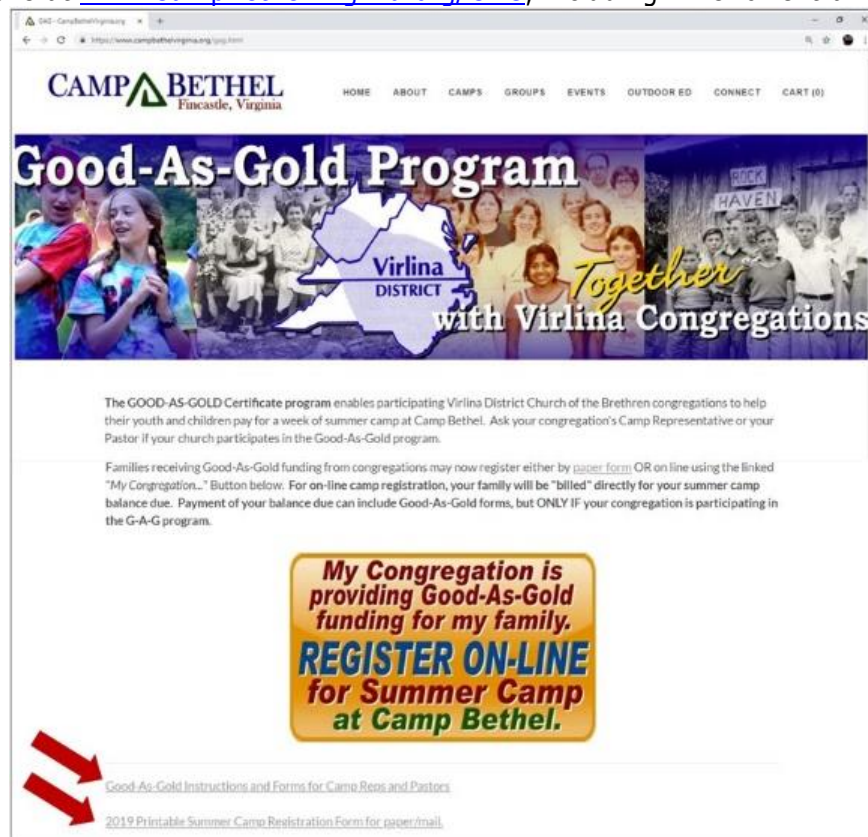 GAG - CampBethelVirginia.org
https://www.campbethelvirginia.org/gag.html
CAMP BETHEL
Fincastle, Virginia
HOME ABOUT CAMPS GROUPS EVENTS OUTDOOR ED CONNECT CART (0)
Good-As-Gold Program
ROCK
HAVEN
Virlina
DISTRICT
Together
with Virlina Congregations
The GOOD-AS-GOLD Certificate program enables participating Virlina District Church of the Brethren congregations to help
their youth and children pay for a week of summer camp at Camp Bethel. Ask your congregation's Camp Representative or your
Pastor if your church participates in the Good-As-Gold program.
Families receiving Good-As-Gold funding from congregations may now register either by paper form OR on line using the linked
"My Congregation..." Button below. For on-line camp registration, your family will be "billed" directly for your summer camp
balance due. Payment of your balance due can include Good-As-Gold forms, but ONLY IF your congregation is participating in
the G-A-G program.
My Congregation is
providing Good-As-Gold
funding for my family.
REGISTER ON-LINE
for Summer Camp
at Camp Bethel.
Good-As-Gold Instructions and Forms for Camp Reps and Pastors
2019 Printable Summer Camp Registration Form for paper/mail.